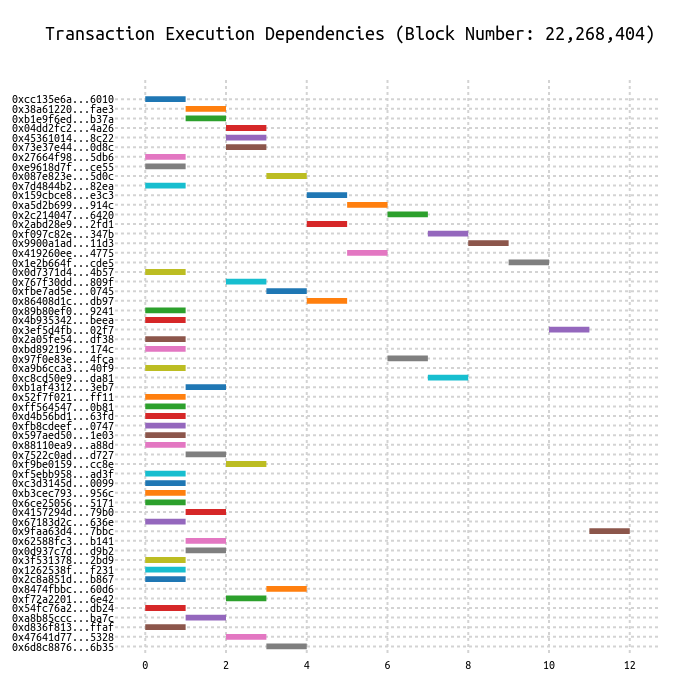 Transaction Execution Dependencies (Block Number: 22,268,404)
0xcc135e6a...6010
0x38a61220...fae3
0xb1e9f6ed...b37a
0x04dd2fc2...4a26
0x45361014...8c22
0x73e37e44...0d8c
0x27664f98...5db6
0xe9618d7f...ce55
0x087e823e...5d0c
0x7d4844b2...82ea
0x159cbce8...e3c3
0xa5d2b699...914c
0x2c214047...6420
0x2abd28e9...2fd1
0xf097c82e...347b
0x9900a1ad...11d3
0x419260ee...4775
0x1e2b664f...cde5
0x0d7371d4...4b57
0x767f30dd...809f
0xfbe7ad5e...0745
0x86408d1c...db97
0x89b80ef0...9241
0x4b935342...beea
0x3ef5d4fb...02f7
0x2a05fe54...df38
0xbd892196...174c
0x97f0e83e...4fca
0xa9b6cca3...40f9
0xc8cd50e9...da81
0xb1af4312...3eb7
0x52f7f021...ff11
0xff564547...0b81
0xd4b56bd1...63fd
0xfb8cdeef...0747
0x597aed50...1e03
0x88110ea9...a88d
0x7522c0ad...d727
0xf9be0159...cc8e
0xf5ebb958...ad3f
0xc3d3145d...0099
0xb3cec793...956c
0x6ce25056...5171
0x4157294d...79b0
0x67183d2c...636e
0x9faa63d4...7bbc
0x62588fc3...b141
0x0d937c7d...d9b2
0x3f531378...2bd9
0x1262538f...f231
0x2c8a851d...b867
0x8474fbbc...60d6
0xf72a2201...6e42
0x54fc76a2...db24
0xa8b85ccc...ba7c
0xd836f813...ffaf
0x47641d77...5328
0x6d8c8876...6b35
0 2 4 6 8 10 12